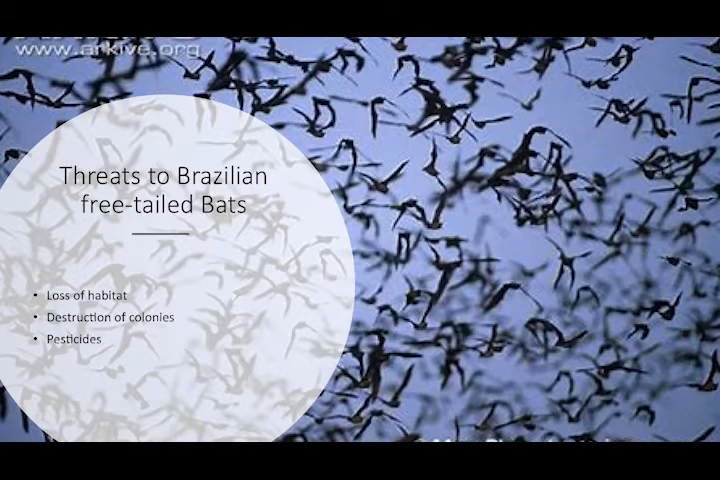 www.arkive.org
Threats to Brazilian
free-tailed Bats
• Loss of habitat
• Destruction of colonies
• Pesticides